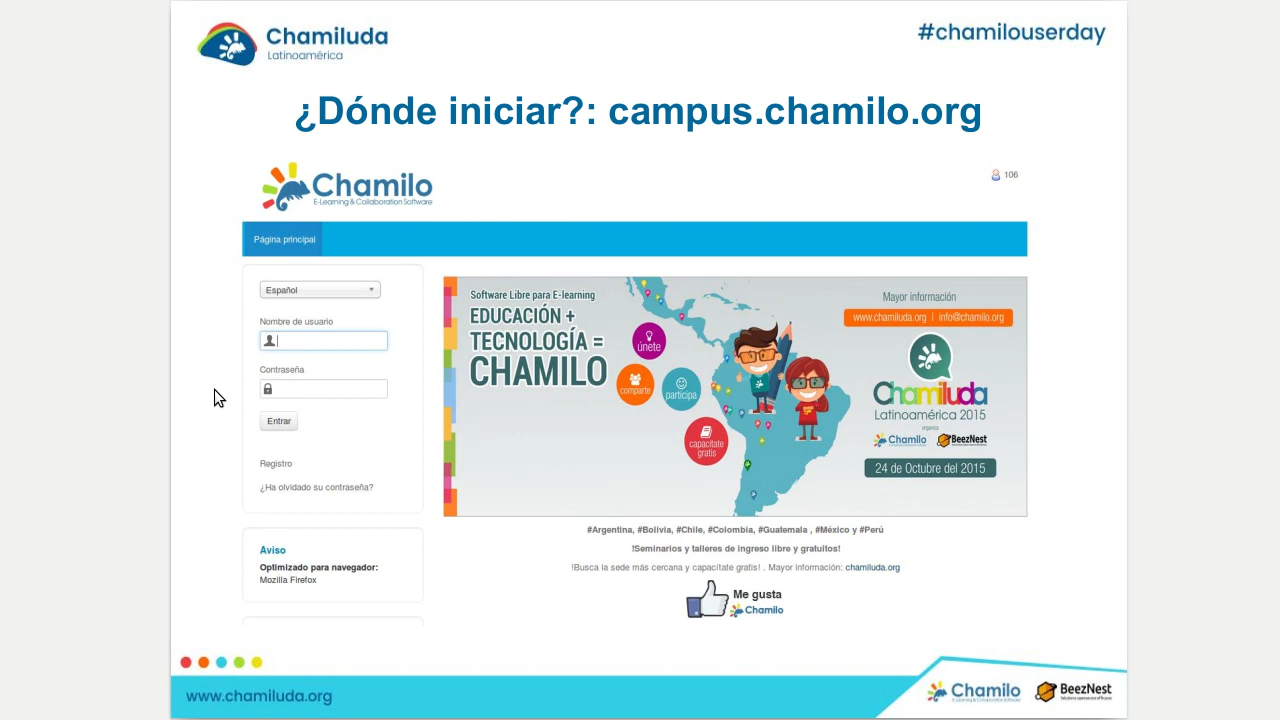 Chamiluda
Latinoamérica
#chamilouserday
¿Dónde iniciar?: campus.chamilo.org
Chamilo
E-Learning & Collaboration Software
106
Página principal
Español
Nombre de usuario
Contraseña
Entrar
Registro
¿Ha olvidado su contraseña?
Aviso
Optimizado para navegador:
Mozilla Firefox
Software Libre para E-learning
EDUCACIÓN +
TECNOLOGÍA =
CHAMILO
únete
comparte
participa
capacítate
gratis
Mayor información
www.chamiluda.org | info@chamilo.org
Chamiluda
Latinoamérica 2015
organiza
Chamilo
BeezNest
24 de Octubre del 2015
#Argentina, #Bolivia, #Chile, #Colombia, #Guatemala , #México y #Perú
!Seminarios y talleres de ingreso libre y gratuitos!
!Busca la sede más cercana y capacítate gratis! . Mayor información: chamiluda.org
Me gusta
Chamilo
www.chamiluda.org
Chamilo
E-Learning & Collaboration Software
BeezNest